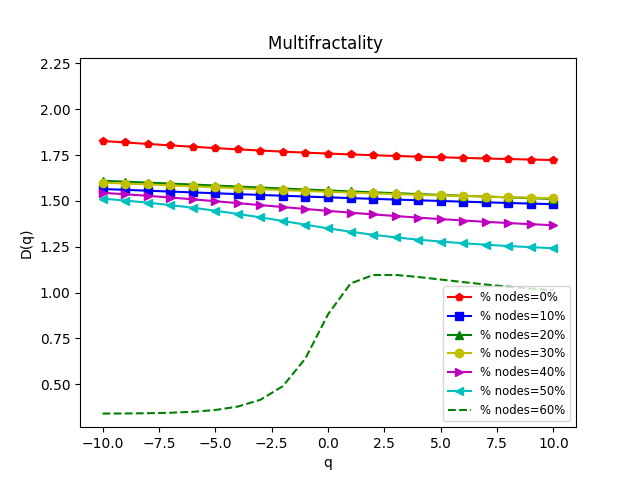 Multifractality
2.25
2.00
1.75
1.50
1.25
1.00
0.75
0.50
D(q)
% nodes=0%
% nodes=10%
% nodes=20%
% nodes=30%
% nodes=40%
% nodes=50%
% nodes=60%
−10.0 −7.5 −5.0 −2.5 0.0 2.5 5.0 7.5 10.0
q